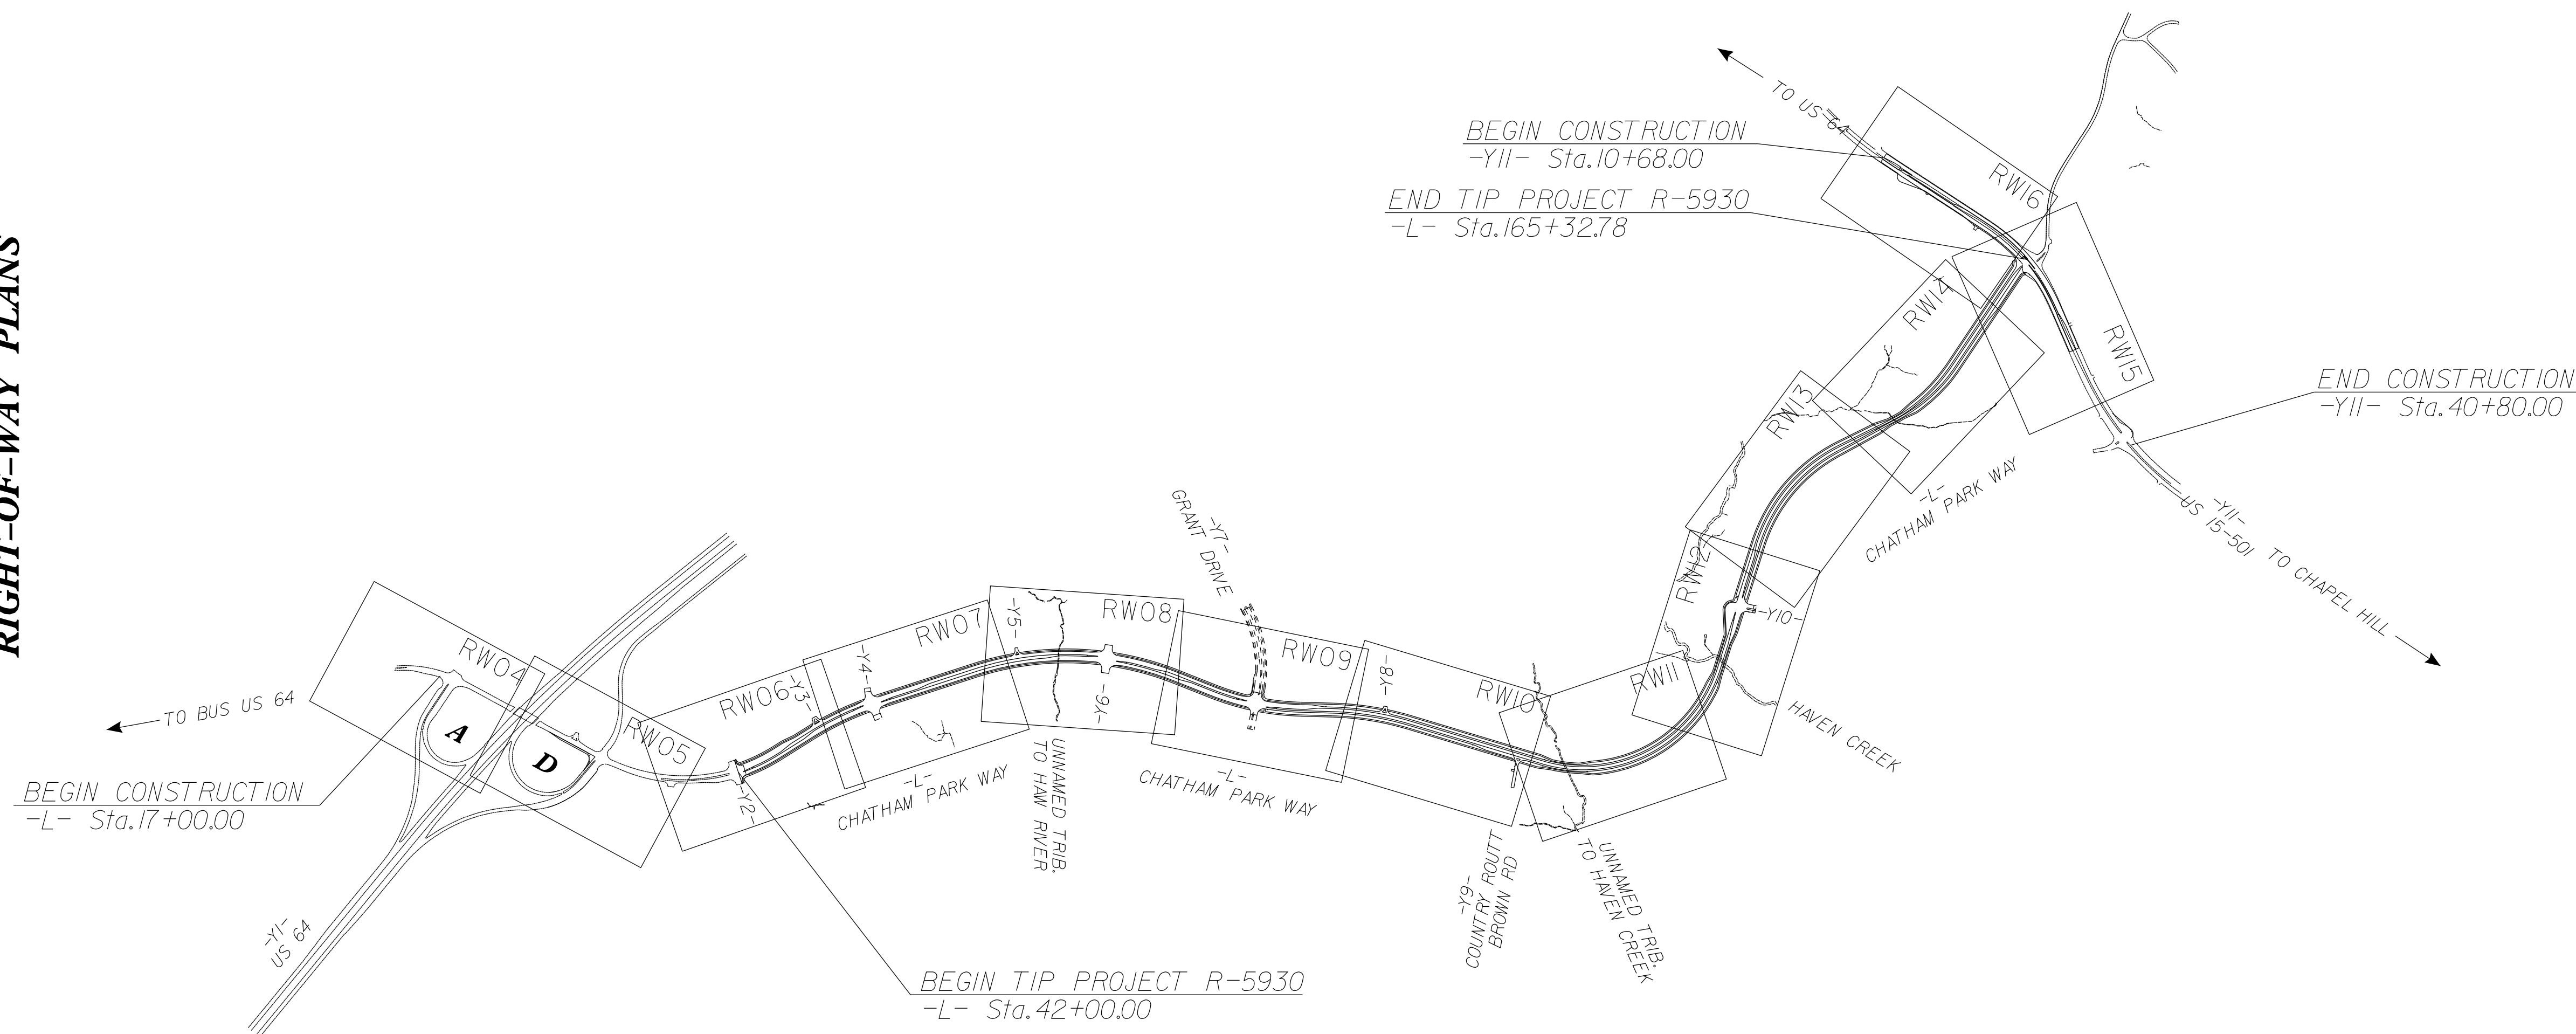 RIGHT-OF-WAY PLANS
TO US 64
BEGIN CONSTRUCTION
-Y11- Sta.10+68.00
END TIP PROJECT R-5930
-L- Sta.165+32.78
RW16
RW15
RW14
END CONSTRUCTION
-Y11- Sta.40+80.00
RW13
-L-
CHATHAM PARK WAY
-Y11-
US 15-501
TO CHAPEL HILL
RW12
-Y10-
-Y7-
GRANT DRIVE
RW08
-Y5-
RW07
-Y4-
RW09
-Y8-
RW04
RW06
-Y3-
RW10
RW11
-Y6-
HAVEN CREEK
TO BUS US 64
A
D
RW05
-Y2-
BEGIN CONSTRUCTION
-L- Sta.17+00.00
-L-
CHATHAM PARK WAY
UNNAMED TRIB.
TO HAW RIVER
-L-
CHATHAM PARK WAY
-Y9-
COUNTRY ROUTT
BROWN RD
UNNAMED TRIB.
TO HAVEN CREEK
-Y1-
US 64
BEGIN TIP PROJECT R-5930
-L- Sta.42+00.00